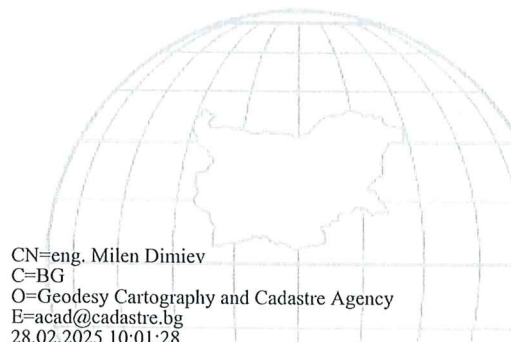 CN=eng. Milen Dimiev
C=BG
O=Geodesy Cartography and Cadastre Agency
E=acad@cadastre.bg
28.02.2025 10:01:28